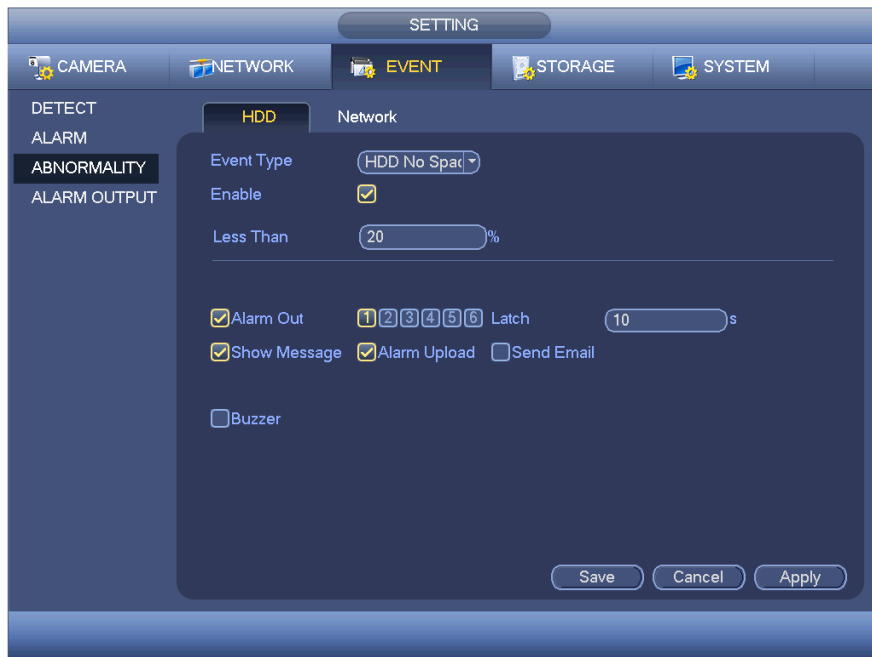 SETTING
CAMERA NETWORK EVENT STORAGE SYSTEM
DETECT
ALARM
ABNORMALITY
ALARM OUTPUT
HDD Network
Event Type HDD No Spac
Enable
Less Than 20 %
Alarm Out 1 2 3 4 5 6 Latch 10 s
Show Message Alarm Upload Send Email
Buzzer
Save Cancel Apply